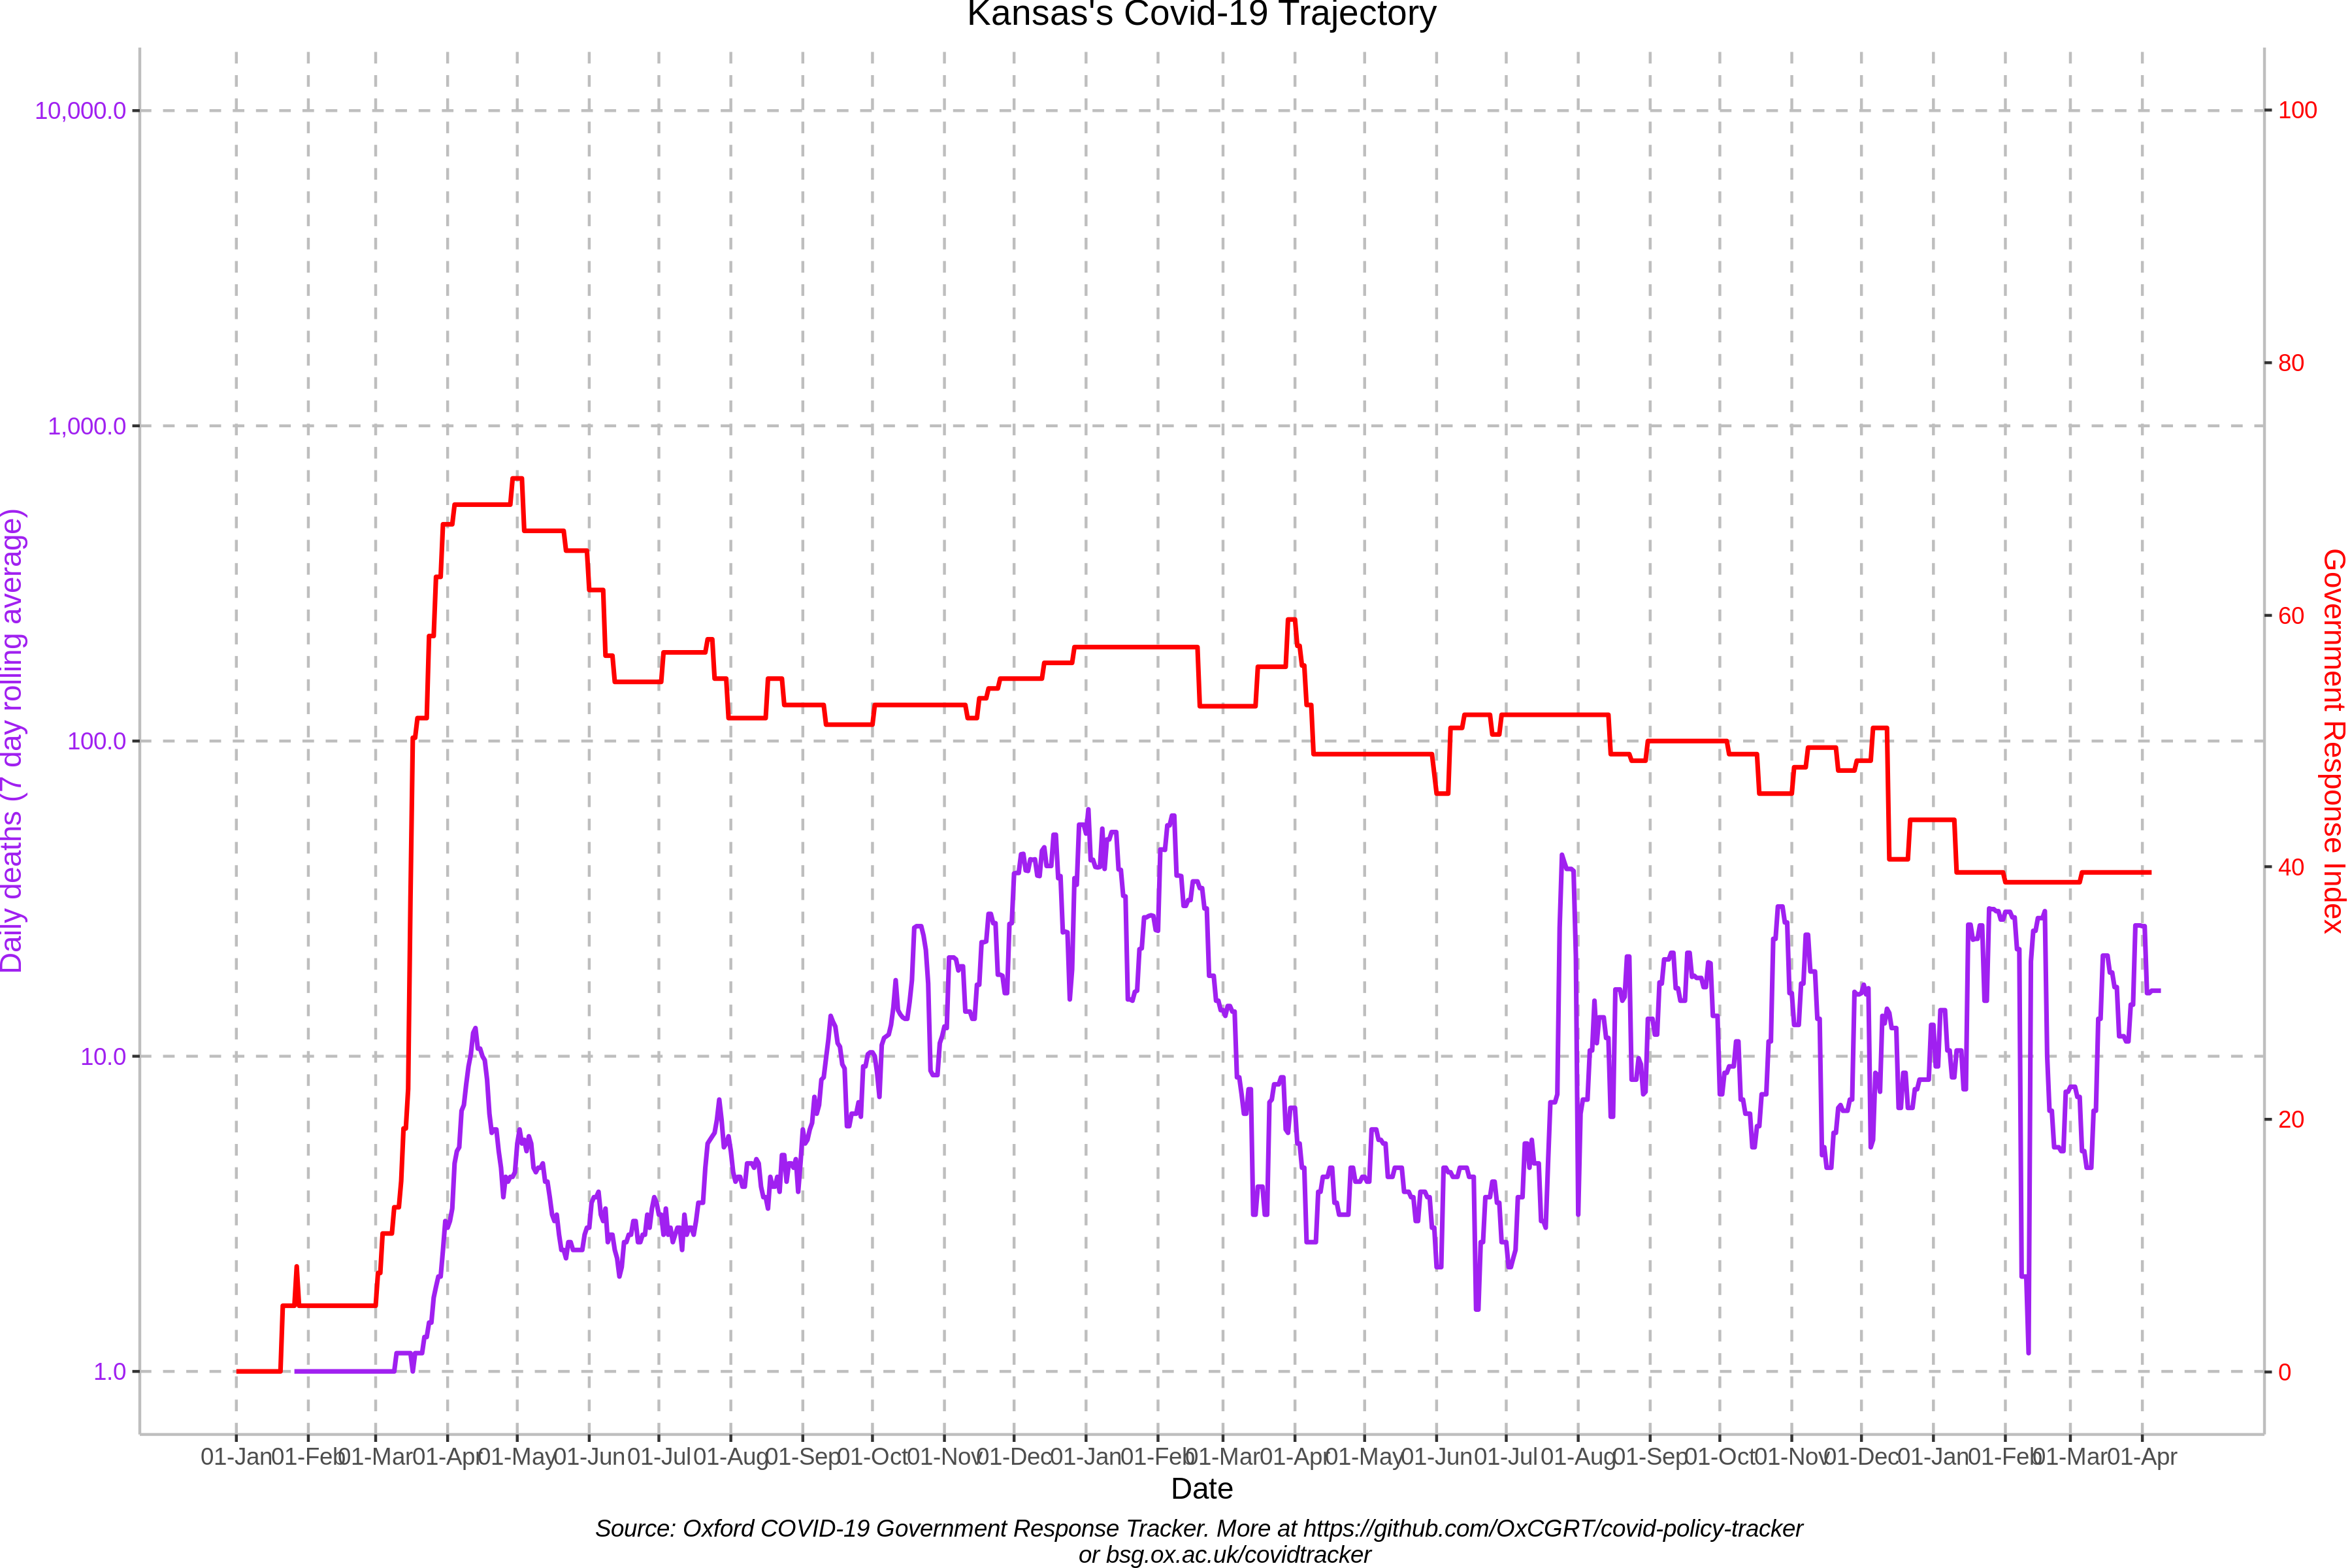 Kansas's Covid-19 Trajectory
10,000.0
1,000.0
100.0
10.0
1.0
Daily deaths (7 day rolling average)
100
80
60
40
20
0
Government Response Index
01-Jan 01-Feb 01-Mar 01-Apr 01-May 01-Jun 01-Jul 01-Aug 01-Sep 01-Oct 01-Nov 01-Dec 01-Jan 01-Feb 01-Mar 01-Apr 01-May 01-Jun 01-Jul 01-Aug 01-Sep 01-Oct 01-Nov 01-Dec 01-Jan 01-Feb 01-Mar 01-Apr
Date
Source: Oxford COVID-19 Government Response Tracker. More at https://github.com/OxCGRT/covid-policy-tracker
or bsg.ox.ac.uk/covidtracker